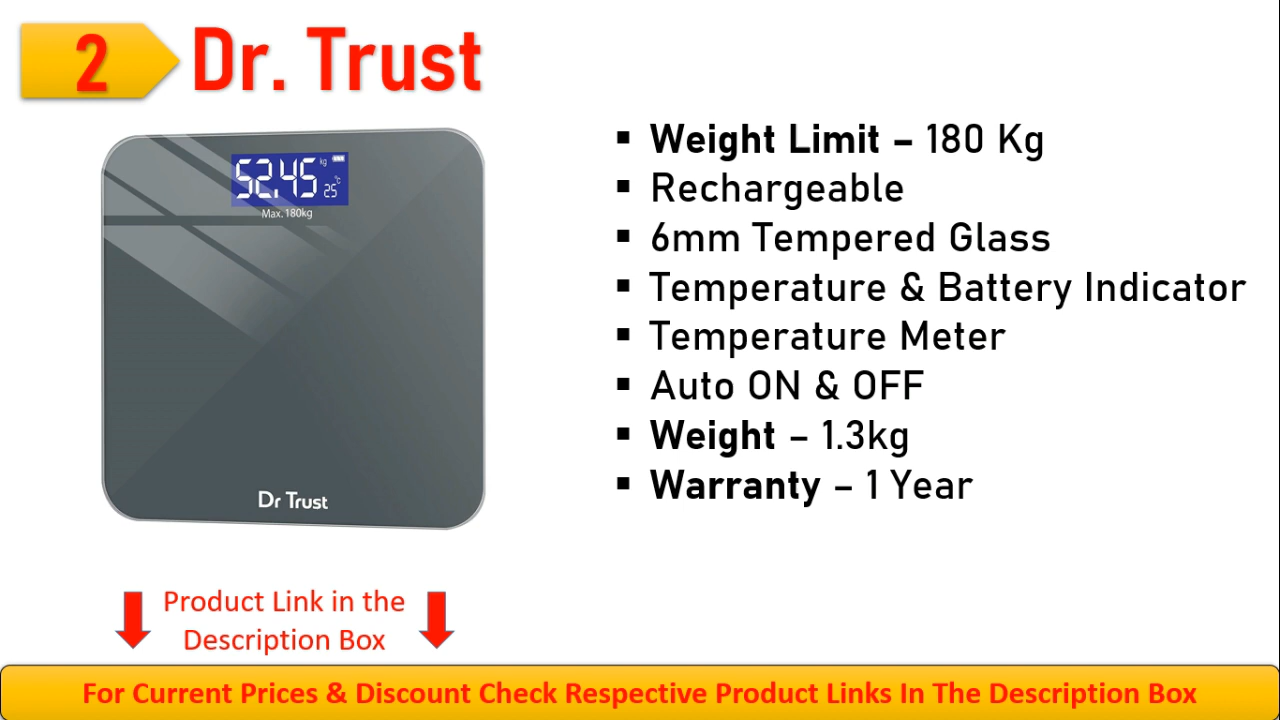 2 Dr. Trust
52.45 kg
25°c
Max. 180kg
Dr Trust
▪ Weight Limit – 180 Kg
▪ Rechargeable
▪ 6mm Tempered Glass
▪ Temperature & Battery Indicator
▪ Temperature Meter
▪ Auto ON & OFF
▪ Weight – 1.3kg
▪ Warranty – 1 Year
Product Link in the
Description Box
For Current Prices & Discount Check Respective Product Links In The Description Box